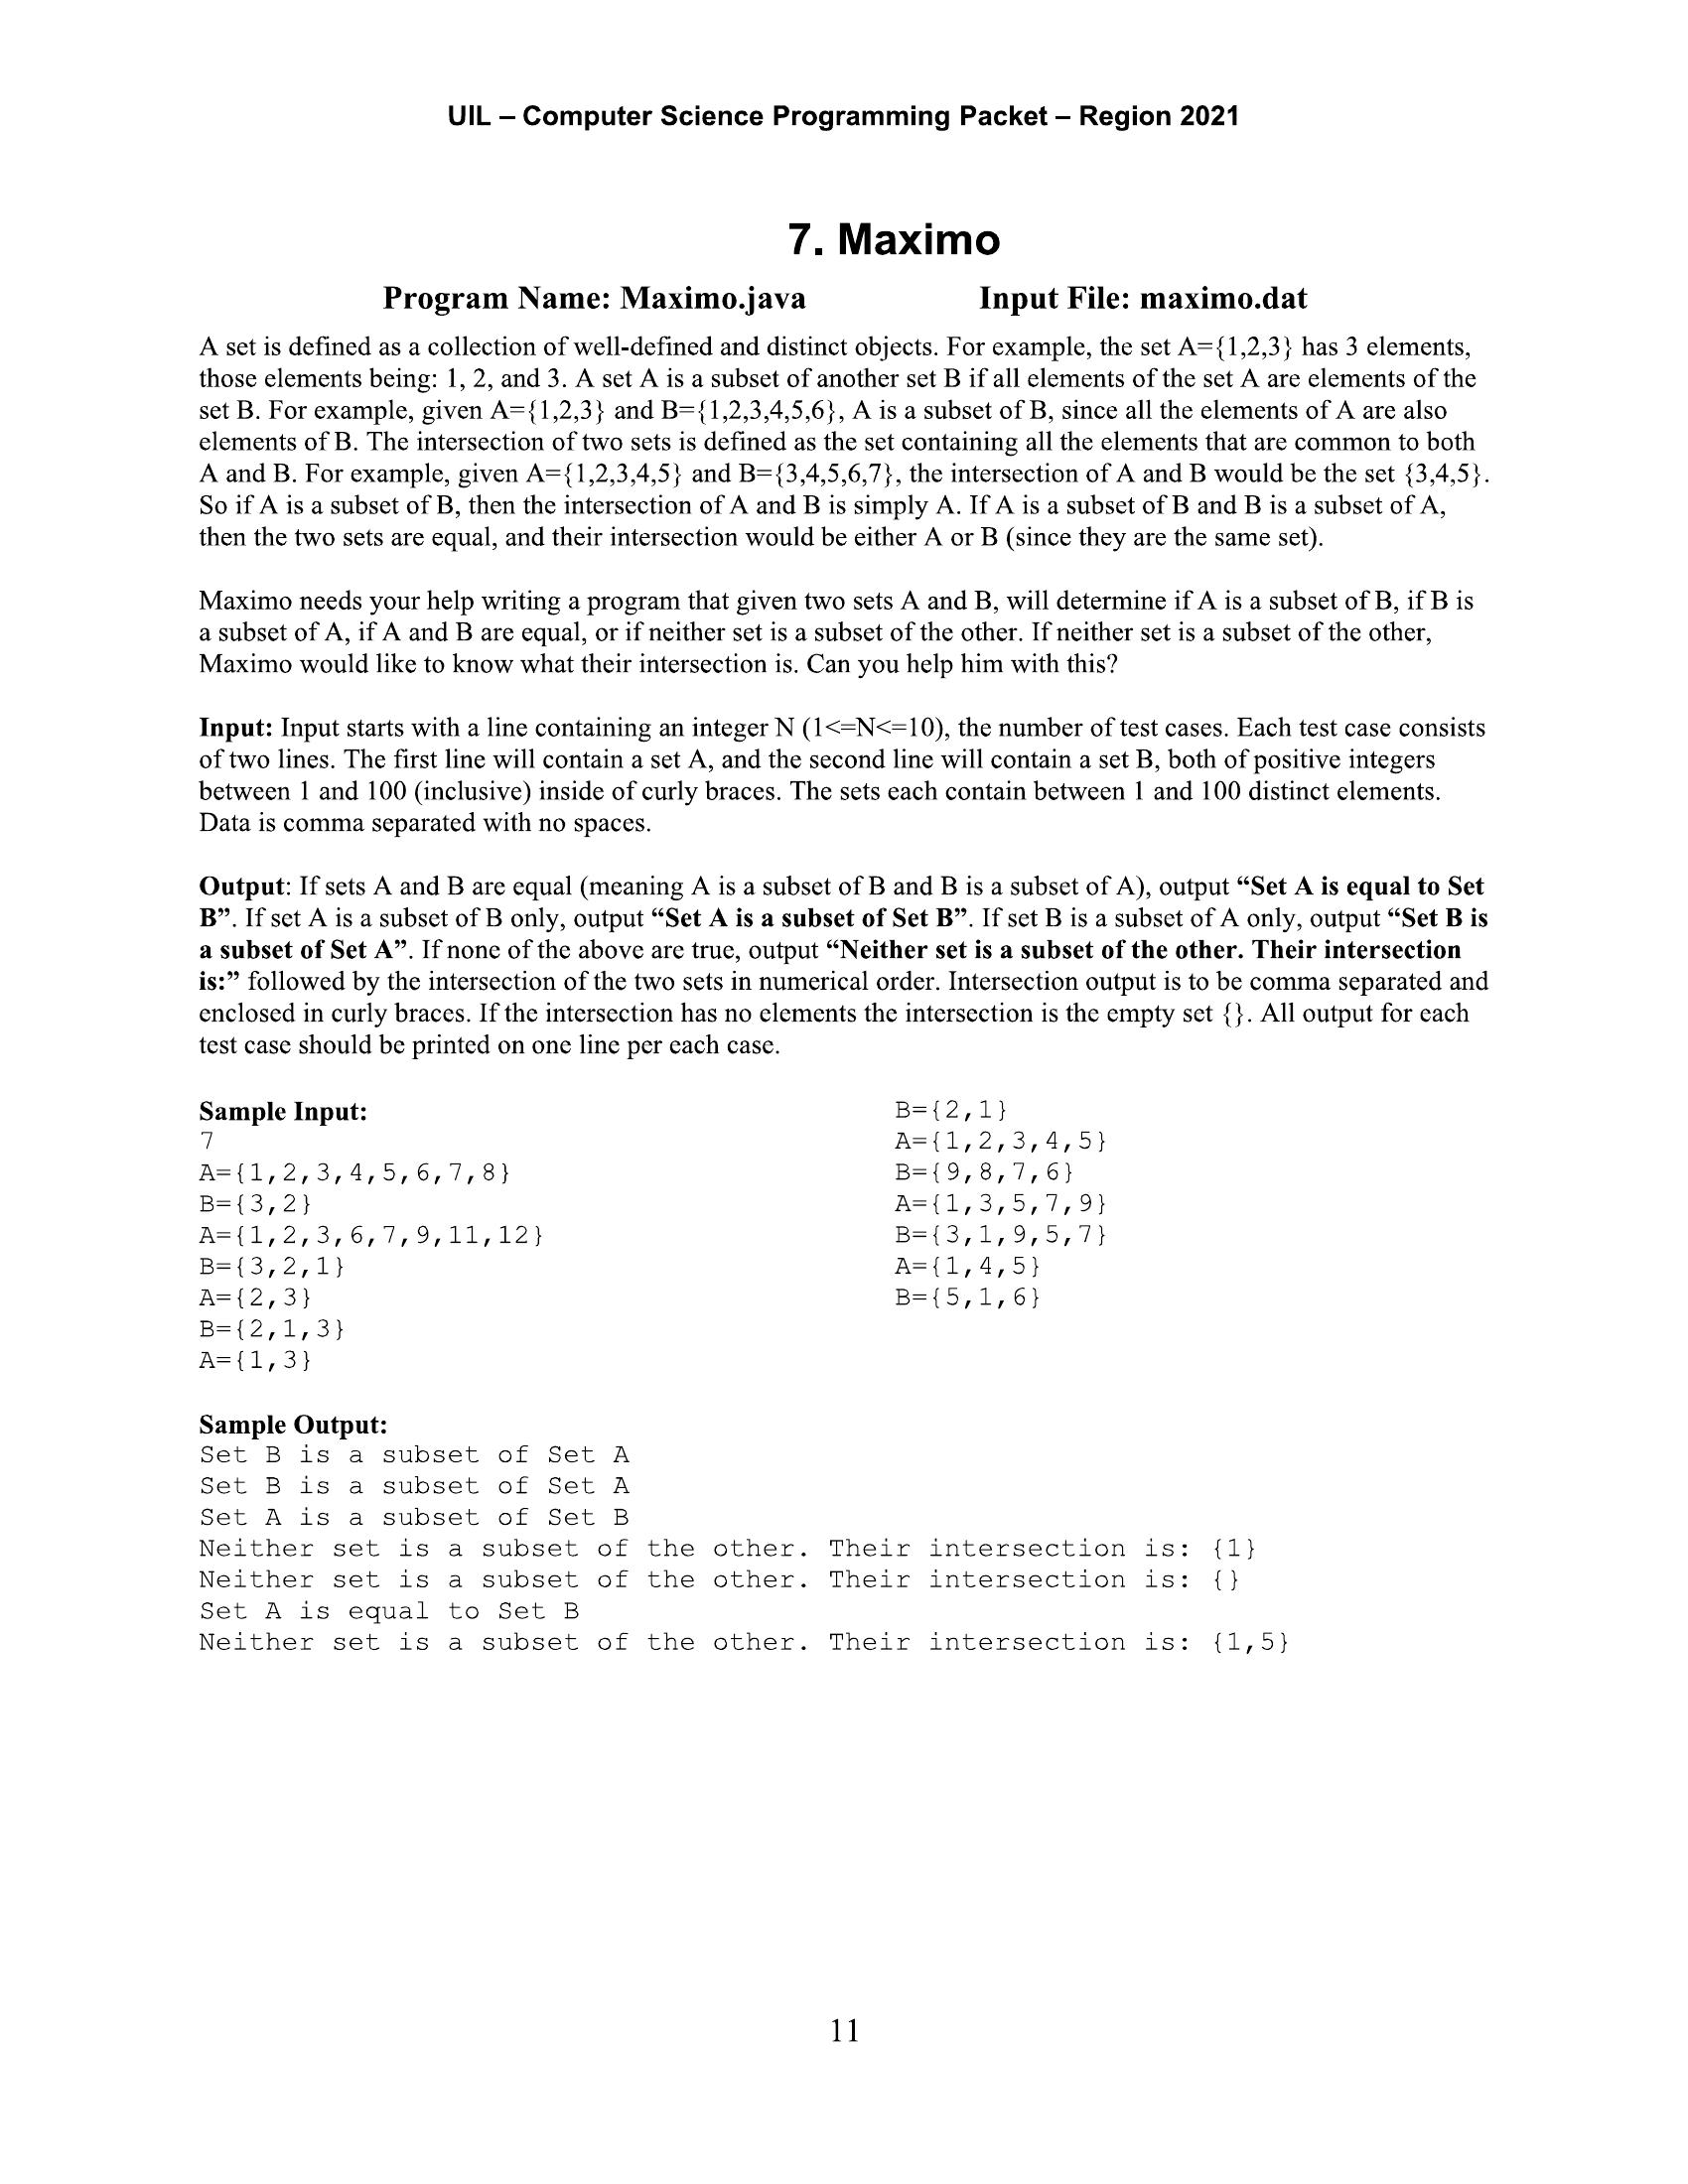 UIL – Computer Science Programming Packet – Region 2021
7. Maximo
Program Name: Maximo.java Input File: maximo.dat
A set is defined as a collection of well-defined and distinct objects. For example, the set A={1,2,3} has 3 elements,
those elements being: 1, 2, and 3. A set A is a subset of another set B if all elements of the set A are elements of the
set B. For example, given A={1,2,3} and B={1,2,3,4,5,6}, A is a subset of B, since all the elements of A are also
elements of B. The intersection of two sets is defined as the set containing all the elements that are common to both
A and B. For example, given A={1,2,3,4,5} and B={3,4,5,6,7}, the intersection of A and B would be the set {3,4,5}.
So if A is a subset of B, then the intersection of A and B is simply A. If A is a subset of B and B is a subset of A,
then the two sets are equal, and their intersection would be either A or B (since they are the same set).
Maximo needs your help writing a program that given two sets A and B, will determine if A is a subset of B, if B is
a subset of A, if A and B are equal, or if neither set is a subset of the other. If neither set is a subset of the other,
Maximo would like to know what their intersection is. Can you help him with this?
Input: Input starts with a line containing an integer N (1<=N<=10), the number of test cases. Each test case consists
of two lines. The first line will contain a set A, and the second line will contain a set B, both of positive integers
between 1 and 100 (inclusive) inside of curly braces. The sets each contain between 1 and 100 distinct elements.
Data is comma separated with no spaces.
Output: If sets A and B are equal (meaning A is a subset of B and B is a subset of A), output “Set A is equal to Set
B”. If set A is a subset of B only, output “Set A is a subset of Set B”. If set B is a subset of A only, output “Set B is
a subset of Set A”. If none of the above are true, output “Neither set is a subset of the other. Their intersection
is:” followed by the intersection of the two sets in numerical order. Intersection output is to be comma separated and
enclosed in curly braces. If the intersection has no elements the intersection is the empty set {}. All output for each
test case should be printed on one line per each case.
Sample Input:
7
A={1,2,3,4,5,6,7,8}
B={3,2}
A={1,2,3,6,7,9,11,12}
B={3,2,1}
A={2,3}
B={2,1,3}
A={1,3}
B={2,1}
A={1,2,3,4,5}
B={9,8,7,6}
A={1,3,5,7,9}
B={3,1,9,5,7}
A={1,4,5}
B={5,1,6}
Sample Output:
Set B is a subset of Set A
Set B is a subset of Set A
Set A is a subset of Set B
Neither set is a subset of the other. Their intersection is: {1}
Neither set is a subset of the other. Their intersection is: {}
Set A is equal to Set B
Neither set is a subset of the other. Their intersection is: {1,5}
11